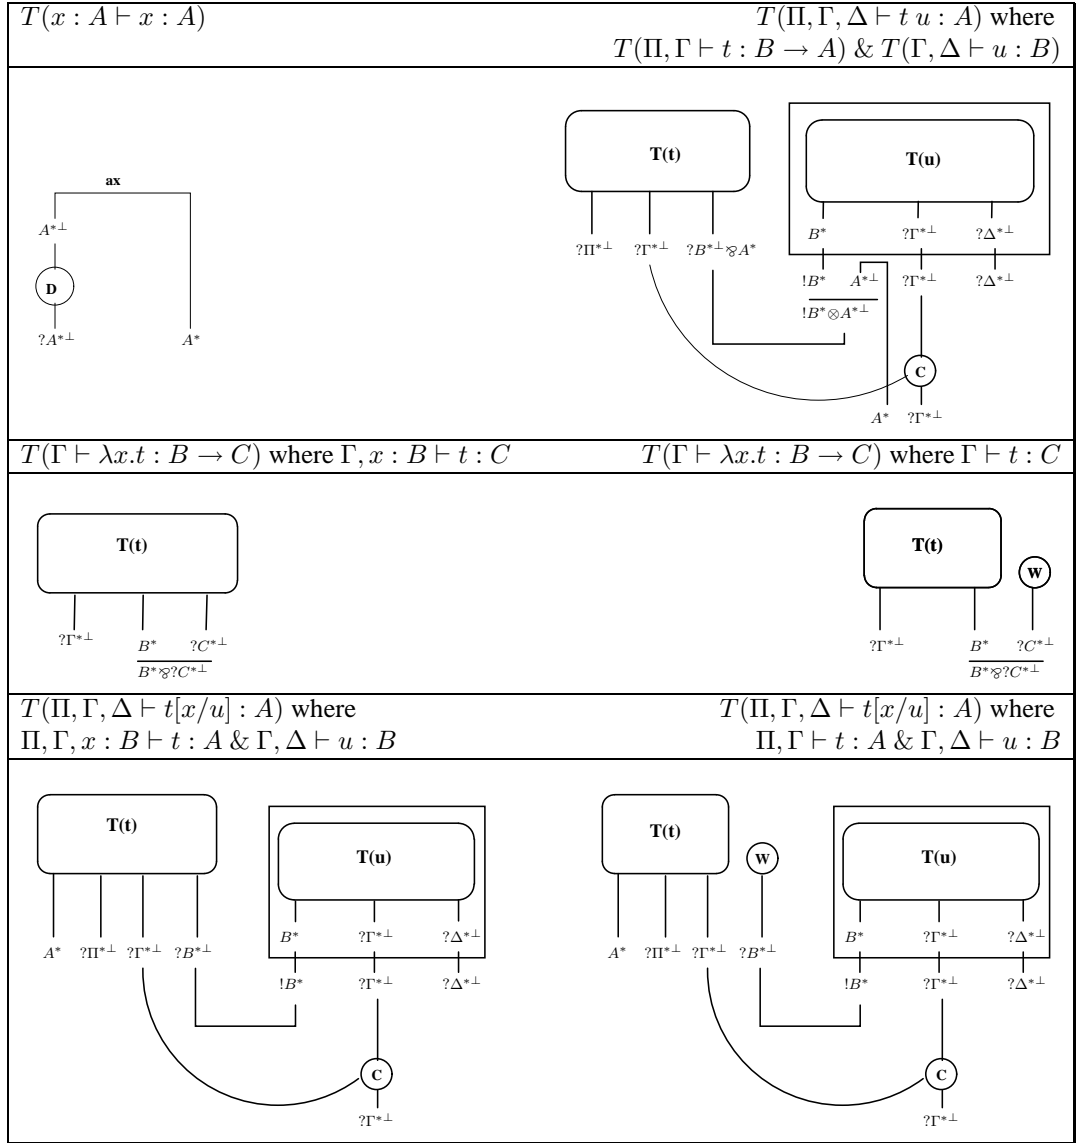 T(x : A ⊢ x : A)
T(Π, Γ, Δ ⊢ t u : A) where
T(Π, Γ ⊢ t : B → A) & T(Γ, Δ ⊢ u : B)
ax
A*⊥
D
?A*⊥ A*
T(t) T(u)
B* ?Γ*⊥ ?Δ*⊥
?Π*⊥ ?Γ*⊥ ?B*⊥⅋A*
!B* A*⊥ ?Γ*⊥ ?Δ*⊥
!B*⊗A*⊥
C
A* ?Γ*⊥
T(Γ ⊢ λx.t : B → C) where Γ, x : B ⊢ t : C
T(Γ ⊢ λx.t : B → C) where Γ ⊢ t : C
T(t)
?Γ*⊥ B* ?C*⊥
B*⅋?C*⊥
T(t) W
?Γ*⊥ B* ?C*⊥
B*⅋?C*⊥
T(Π, Γ, Δ ⊢ t[x/u] : A) where
Π, Γ, x : B ⊢ t : A & Γ, Δ ⊢ u : B
T(Π, Γ, Δ ⊢ t[x/u] : A) where
Π, Γ ⊢ t : A & Γ, Δ ⊢ u : B
T(t) T(u)
A* ?Π*⊥ ?Γ*⊥ ?B*⊥ B* ?Γ*⊥ ?Δ*⊥
!B* ?Γ*⊥ ?Δ*⊥
C
?Γ*⊥
T(t) W T(u)
A* ?Π*⊥ ?Γ*⊥ ?B*⊥ B* ?Γ*⊥ ?Δ*⊥
!B* ?Γ*⊥ ?Δ*⊥
C
?Γ*⊥